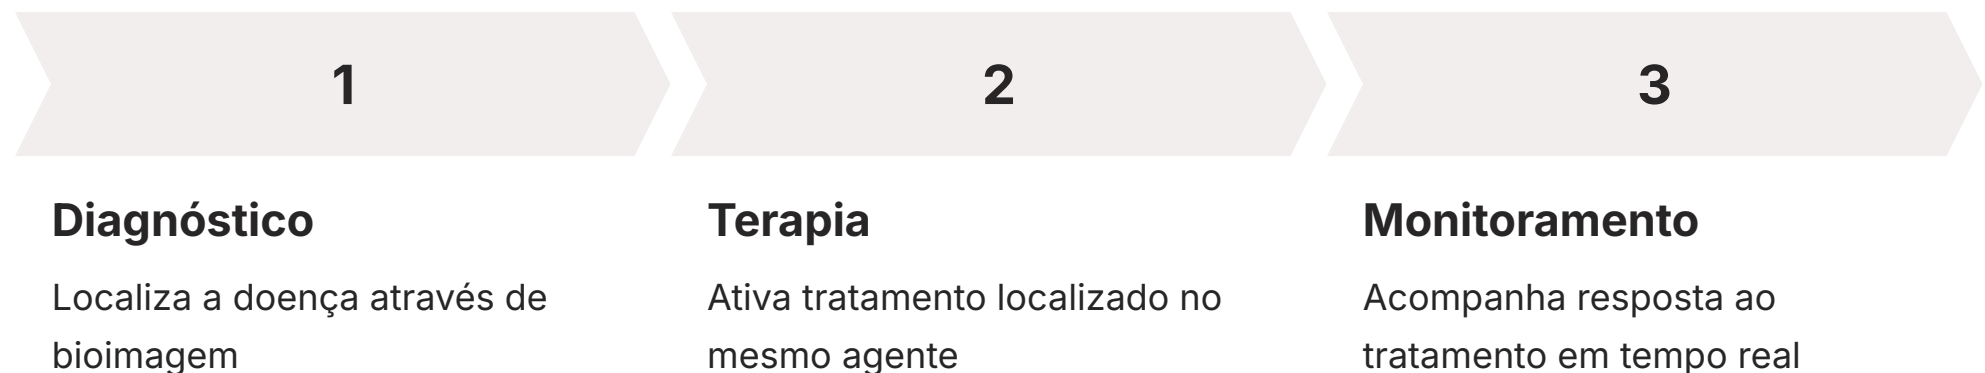 1
2
3
Diagnóstico
Localiza a doença através de
bioimagem
Terapia
Ativa tratamento localizado no
mesmo agente
Monitoramento
Acompanha resposta ao
tratamento em tempo real